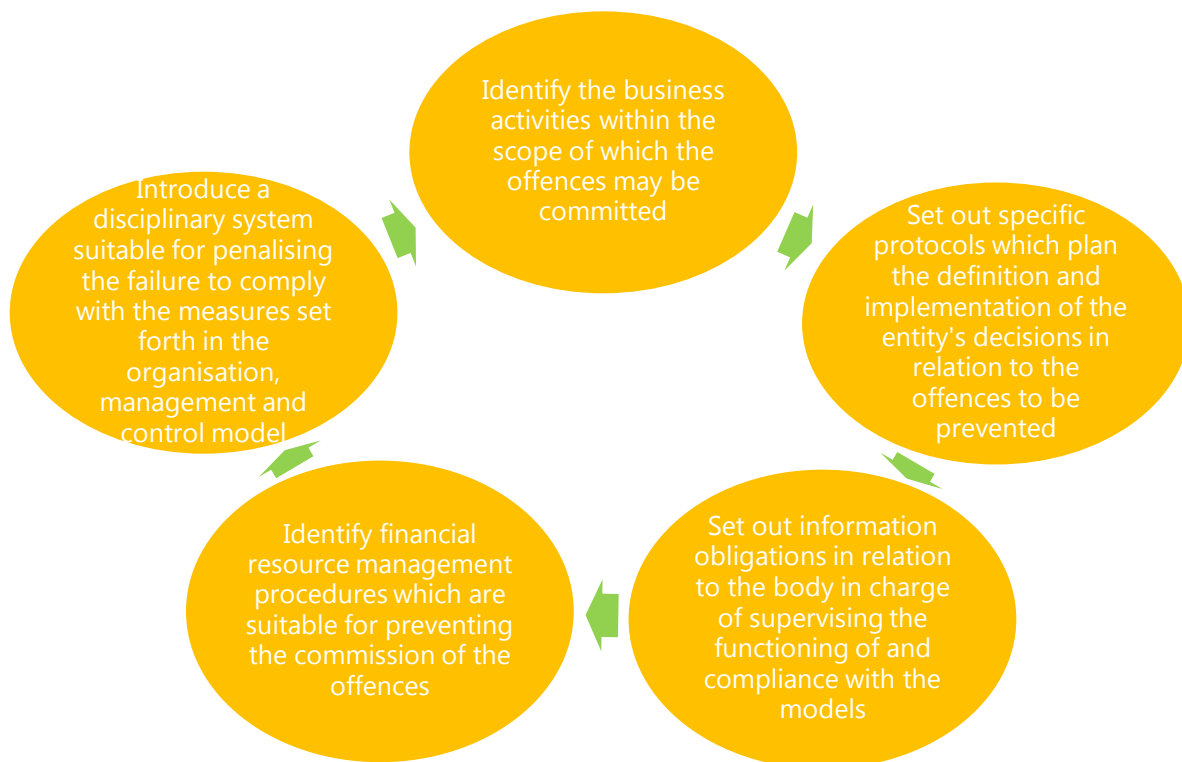 Identify the business
activities within the
scope of which the
offences may be
committed
Set out specific
protocols which plan
the definition and
implementation of the
entity's decisions in
relation to the
offences to be
prevented
Set out information
obligations in relation
to the body in charge
of supervising the
functioning of and
compliance with the
models
Identify financial
resource management
procedures which are
suitable for preventing
the commission of the
offences
Introduce a
disciplinary system
suitable for penalising
the failure to comply
with the measures set
forth in the
organisation,
management and
control model